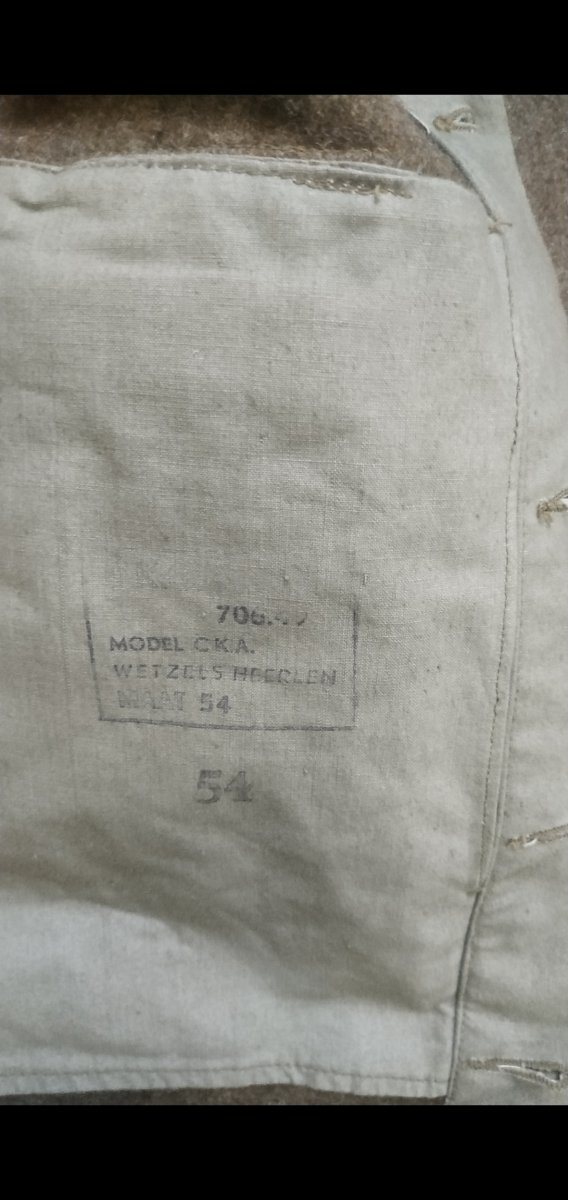 MODEL C.K.A.
WETZELS HEERLEN
MAAT 54
54